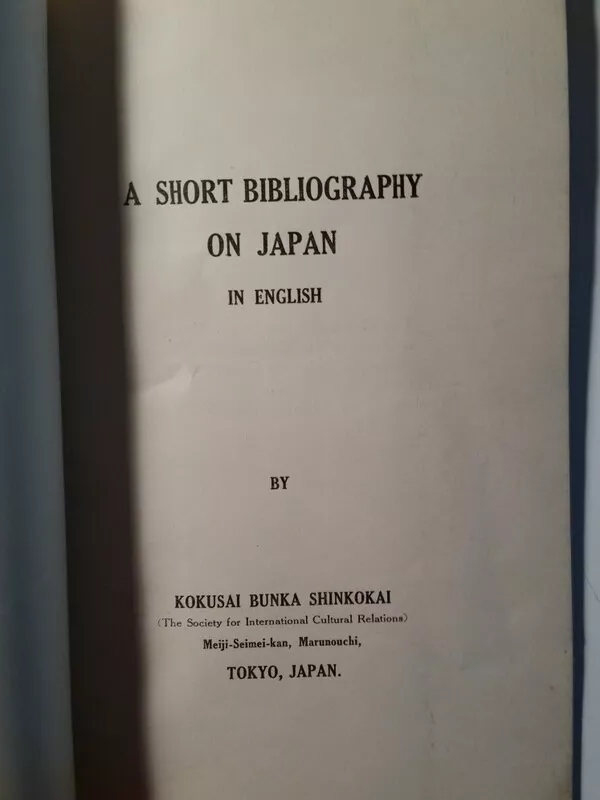 A SHORT BIBLIOGRAPHY
ON JAPAN
IN ENGLISH
BY
KOKUSAI BUNKA SHINKOKAI
(The Society for International Cultural Relations)
Meiji-Seimei-kan, Marunouchi,
TOKYO, JAPAN.